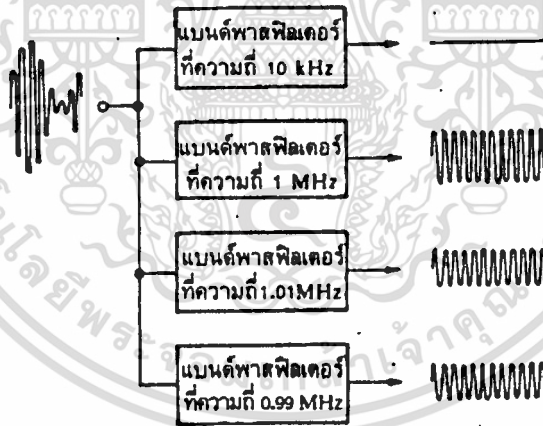 แบนด์พาสฟิลเตอร์
ที่ความถี่ 10 kHz
แบนด์พาสฟิลเตอร์
ที่ความถี่ 1 MHz
แบนด์พาสฟิลเตอร์
ที่ความถี่1.01MHz
แบนด์พาสฟิลเตอร์
ที่ความถี่ 0.99 MHz